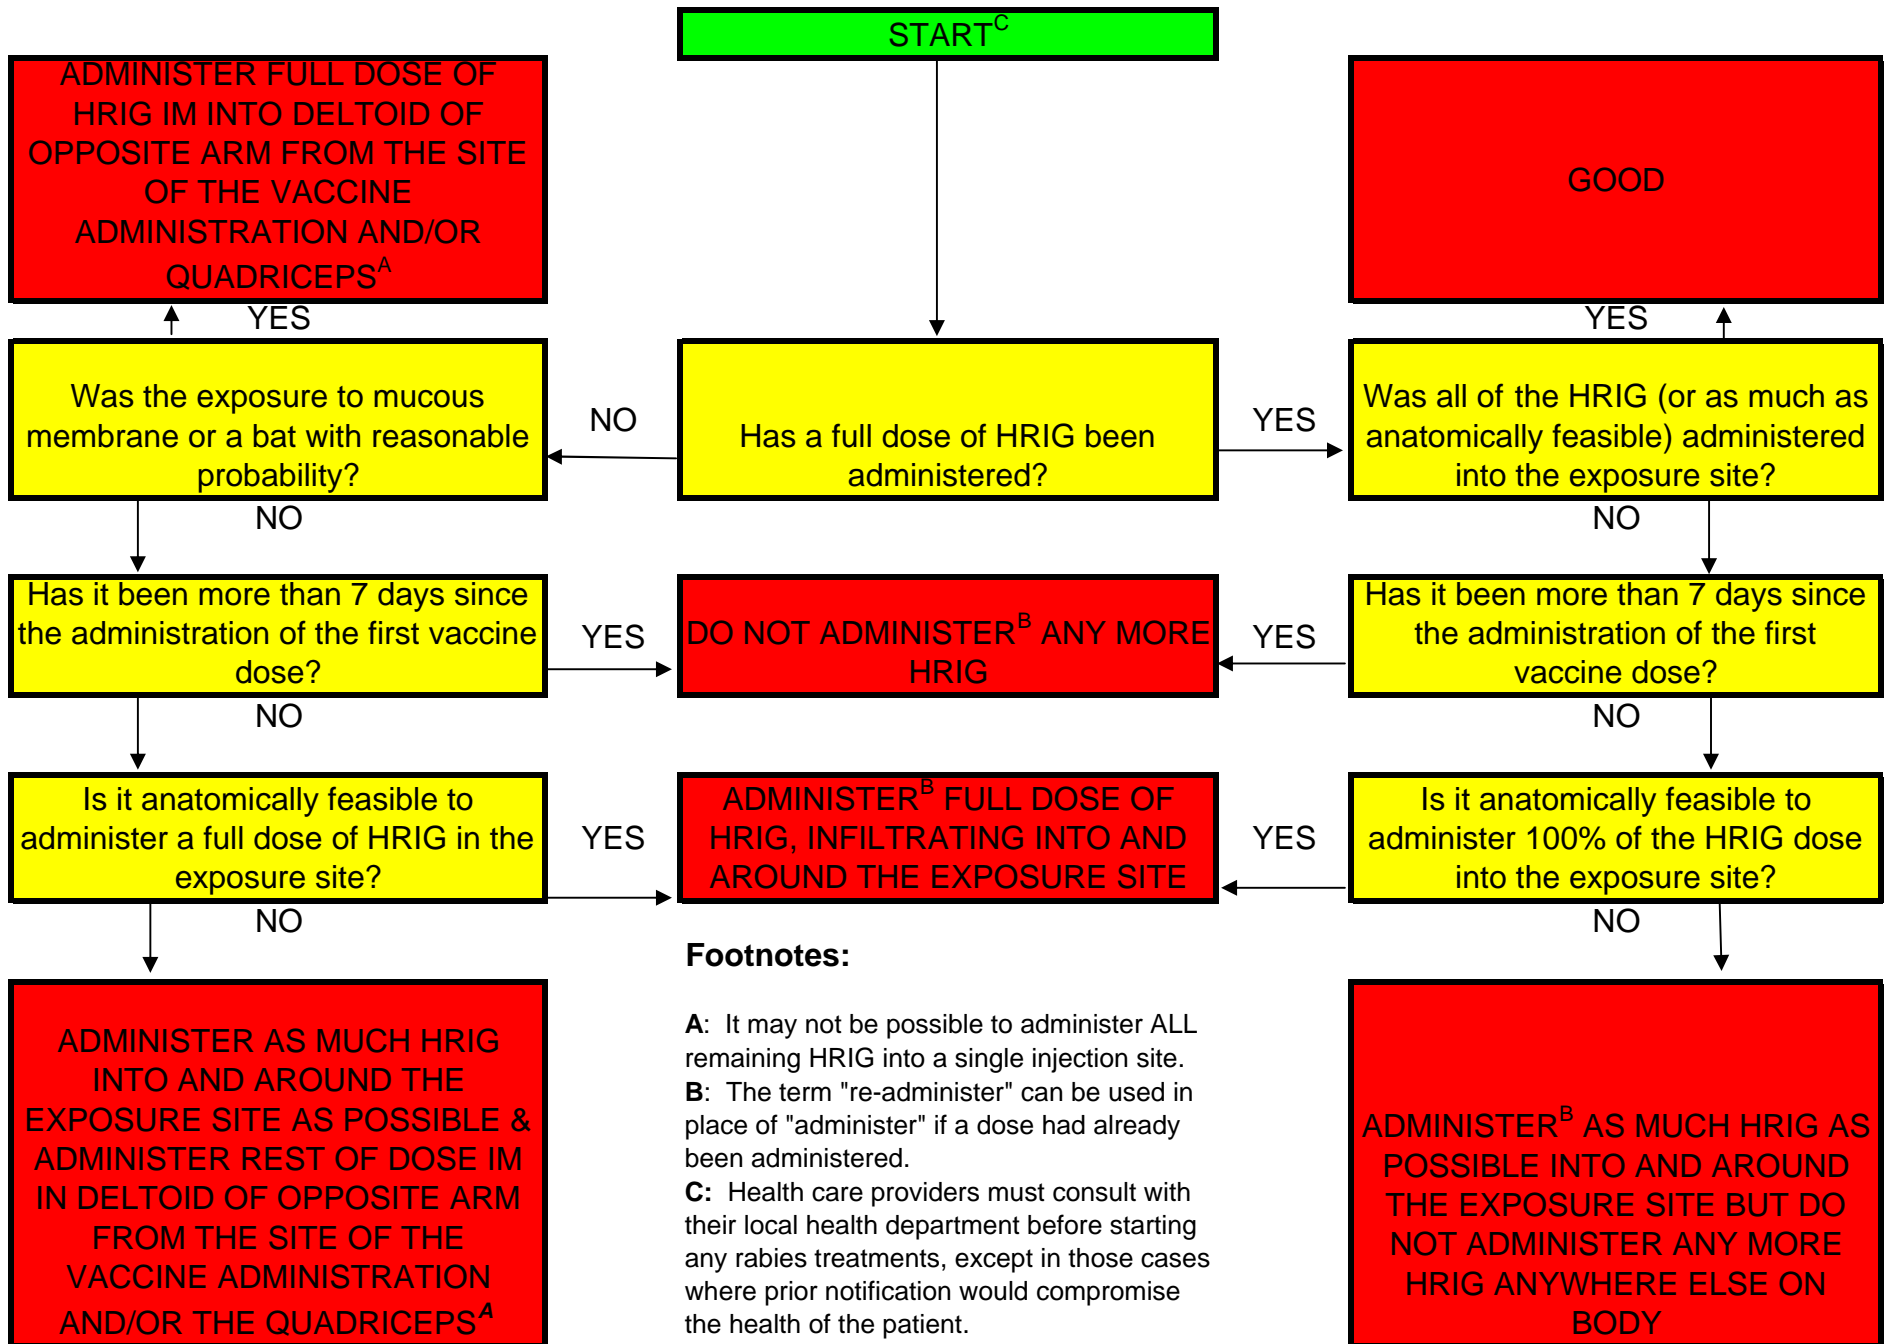 START^C
ADMINISTER FULL DOSE OF
HRIG IM INTO DELTOID OF
OPPOSITE ARM FROM THE SITE
OF THE VACCINE
ADMINISTRATION AND/OR
QUADRICEPS^A
GOOD
YES
YES
Was the exposure to mucous
membrane or a bat with reasonable
probability?
NO
Has a full dose of HRIG been
administered?
YES
Was all of the HRIG (or as much as
anatomically feasible) administered
into the exposure site?
NO
NO
Has it been more than 7 days since
the administration of the first vaccine
dose?
YES
DO NOT ADMINISTER^B ANY MORE
HRIG
YES
Has it been more than 7 days since
the administration of the first
vaccine dose?
NO
NO
Is it anatomically feasible to
administer a full dose of HRIG in the
exposure site?
YES
ADMINISTER^B FULL DOSE OF
HRIG, INFILTRATING INTO AND
AROUND THE EXPOSURE SITE
YES
Is it anatomically feasible to
administer 100% of the HRIG dose
into the exposure site?
NO
NO
ADMINISTER AS MUCH HRIG
INTO AND AROUND THE
EXPOSURE SITE AS POSSIBLE &
ADMINISTER REST OF DOSE IM
IN DELTOID OF OPPOSITE ARM
FROM THE SITE OF THE
VACCINE ADMINISTRATION
AND/OR THE QUADRICEPS^A
Footnotes:
A: It may not be possible to administer ALL
remaining HRIG into a single injection site.
B: The term "re-administer" can be used in
place of "administer" if a dose had already
been administered.
C: Health care providers must consult with
their local health department before starting
any rabies treatments, except in those cases
where prior notification would compromise
the health of the patient.
ADMINISTER^B AS MUCH HRIG AS
POSSIBLE INTO AND AROUND
THE EXPOSURE SITE BUT DO
NOT ADMINISTER ANY MORE
HRIG ANYWHERE ELSE ON
BODY